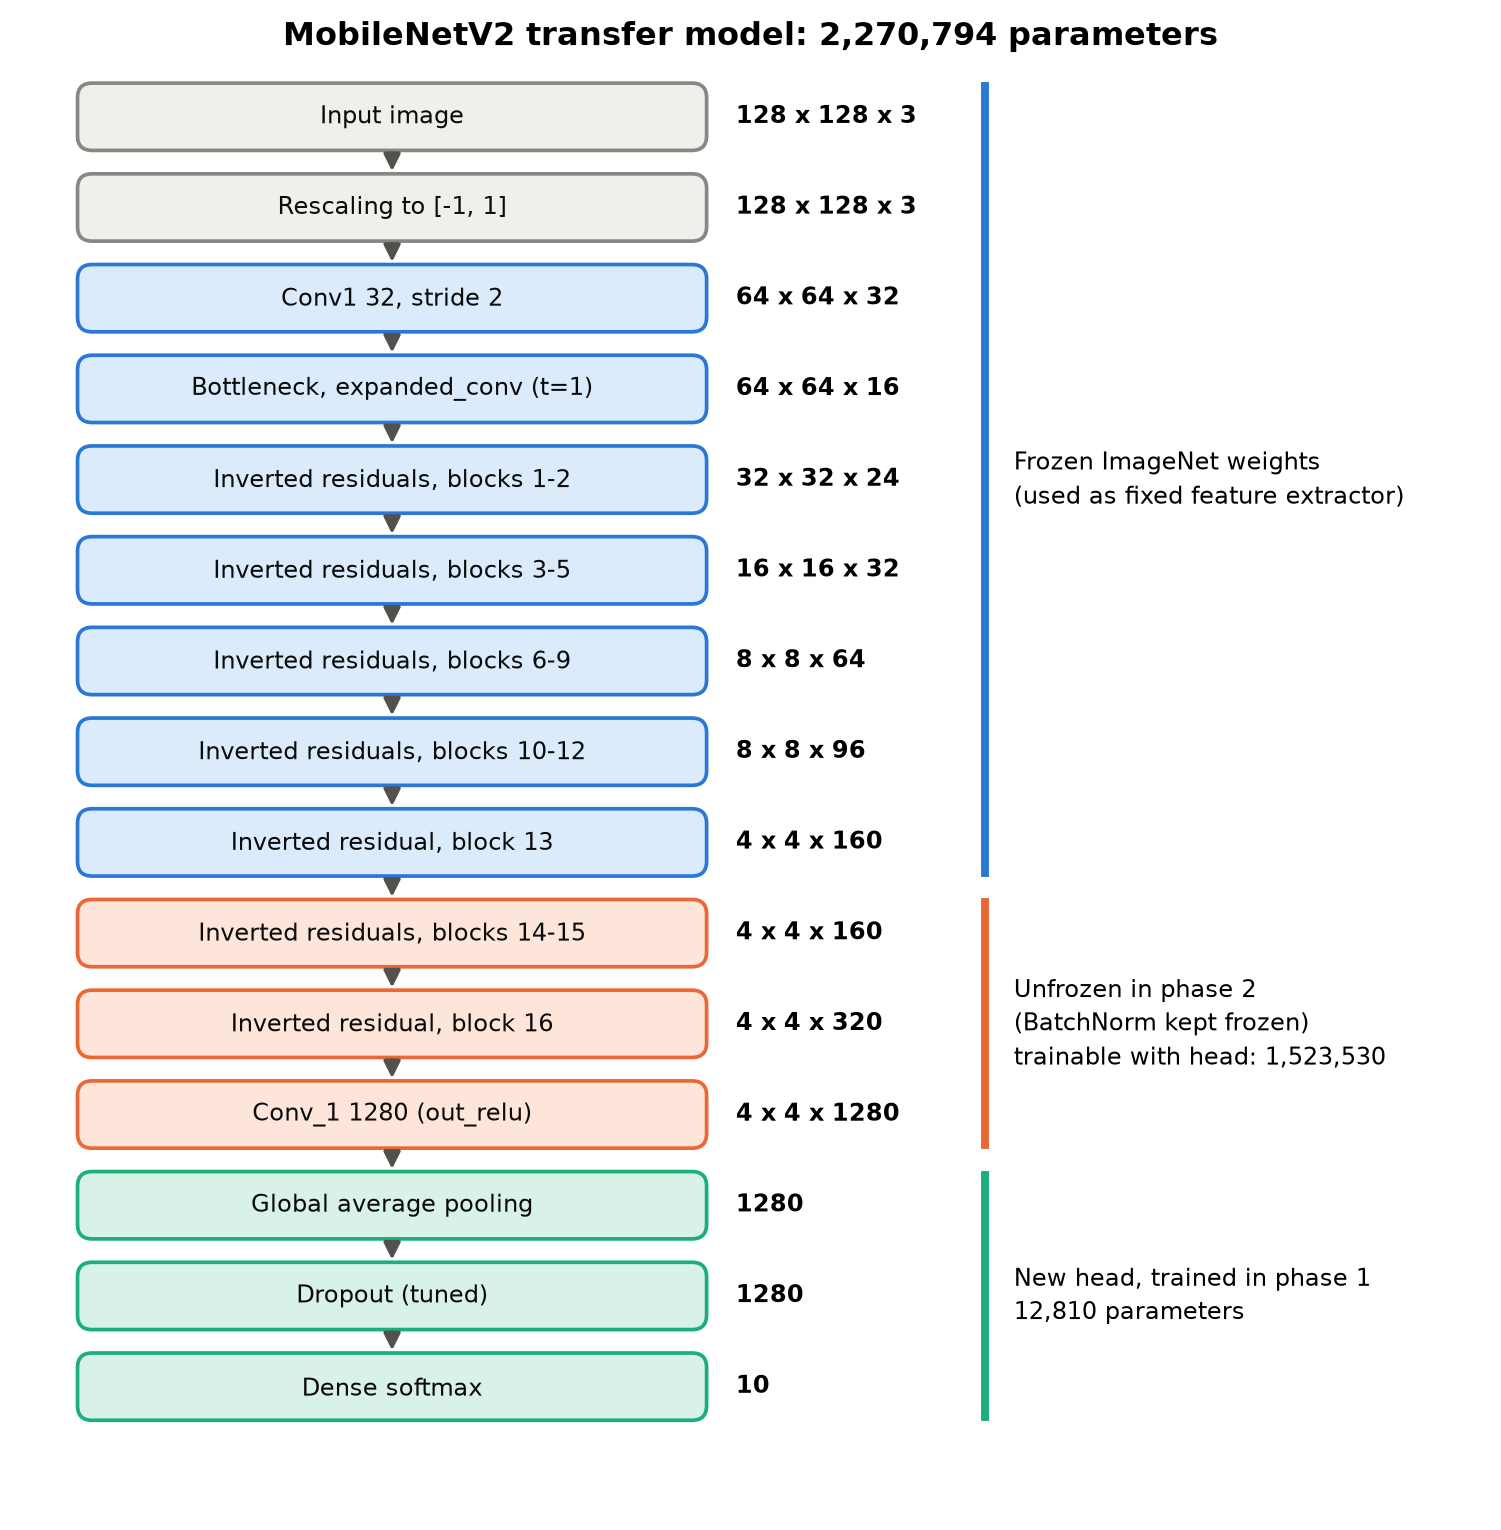 MobileNetV2 transfer model: 2,270,794 parameters
Input image
128 x 128 x 3
Rescaling to [-1, 1]
128 x 128 x 3
Conv1 32, stride 2
64 x 64 x 32
Bottleneck, expanded_conv (t=1)
64 x 64 x 16
Inverted residuals, blocks 1-2
32 x 32 x 24
Frozen ImageNet weights
(used as fixed feature extractor)
Inverted residuals, blocks 3-5
16 x 16 x 32
Inverted residuals, blocks 6-9
8 x 8 x 64
Inverted residuals, blocks 10-12
8 x 8 x 96
Inverted residual, block 13
4 x 4 x 160
Inverted residuals, blocks 14-15
4 x 4 x 160
Inverted residual, block 16
4 x 4 x 320
Unfrozen in phase 2
(BatchNorm kept frozen)
trainable with head: 1,523,530
Conv_1 1280 (out_relu)
4 x 4 x 1280
Global average pooling
1280
Dropout (tuned)
1280
New head, trained in phase 1
12,810 parameters
Dense softmax
10